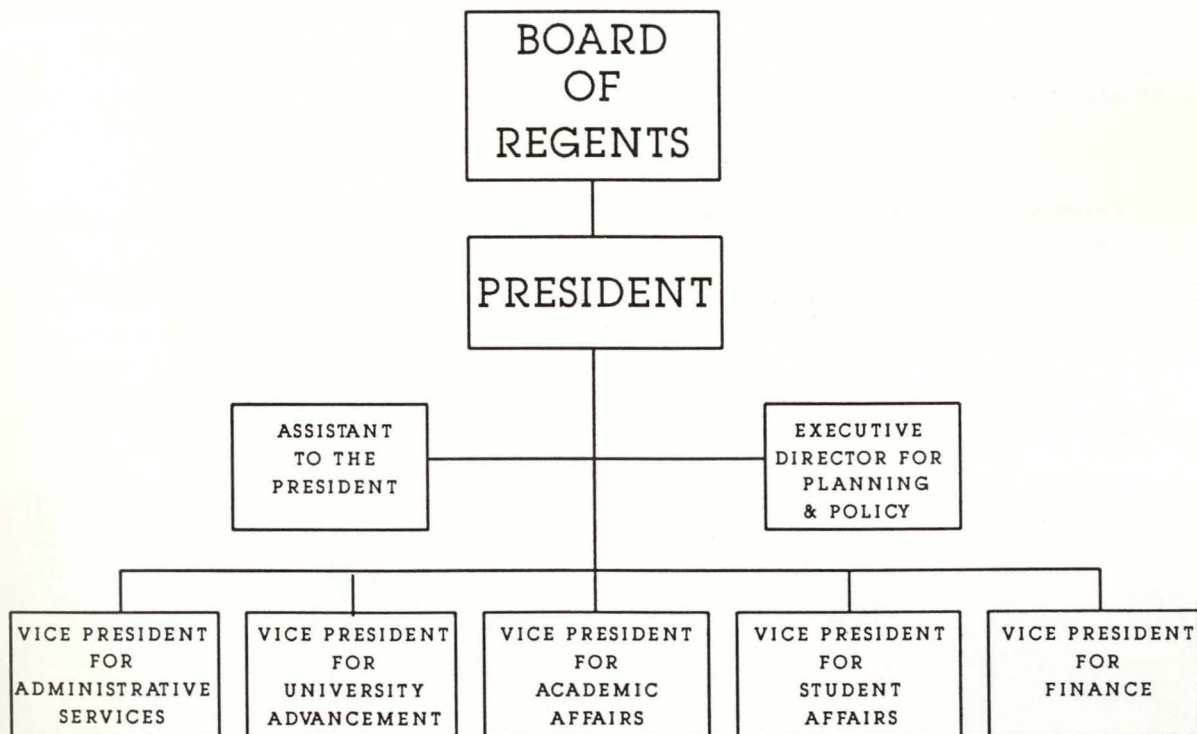 BOARD
OF
REGENTS
PRESIDENT
ASSISTANT
TO THE
PRESIDENT
EXECUTIVE
DIRECTOR FOR
PLANNING
& POLICY
VICE PRESIDENT
FOR
ADMINISTRATIVE
SERVICES
VICE PRESIDENT
FOR
UNIVERSITY
ADVANCEMENT
VICE PRESIDENT
FOR
ACADEMIC
AFFAIRS
VICE PRESIDENT
FOR
STUDENT
AFFAIRS
VICE PRESIDENT
FOR
FINANCE